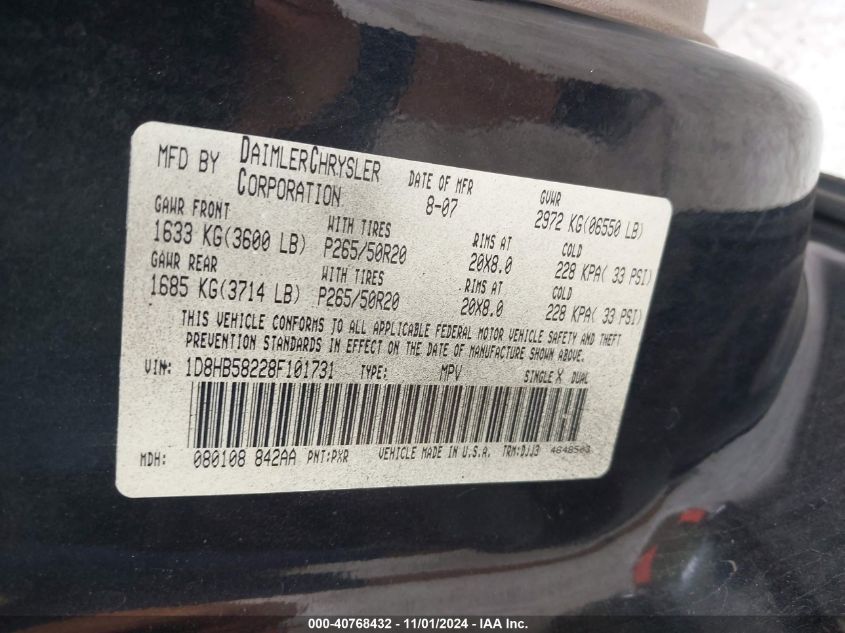 MFD BY DAIMLERCHRYSLER CORPORATION DATE OF MFR 8-07 GVWR 2972 KG(06550 LB)
GAWR FRONT WITH TIRES RIMS AT COLD
1633 KG(3600 LB) P265/50R20 20X8.0 228 KPA( 33 PSI)
GAWR REAR WITH TIRES RIMS AT COLD
1685 KG(3714 LB) P265/50R20 20X8.0 228 KPA( 33 PSI)
THIS VEHICLE CONFORMS TO ALL APPLICABLE FEDERAL MOTOR VEHICLE SAFETY AND THEFT
PREVENTION STANDARDS IN EFFECT ON THE DATE OF MANUFACTURE SHOWN ABOVE.
VIN: 1D8HB58228F101731 TYPE: MPV SINGLE X DUAL
MDH: 080108 842AA PNT:PXR VEHICLE MADE IN U.S.A. TRM:DJJ3
000-40768432 - 11/01/2024 - IAA Inc.